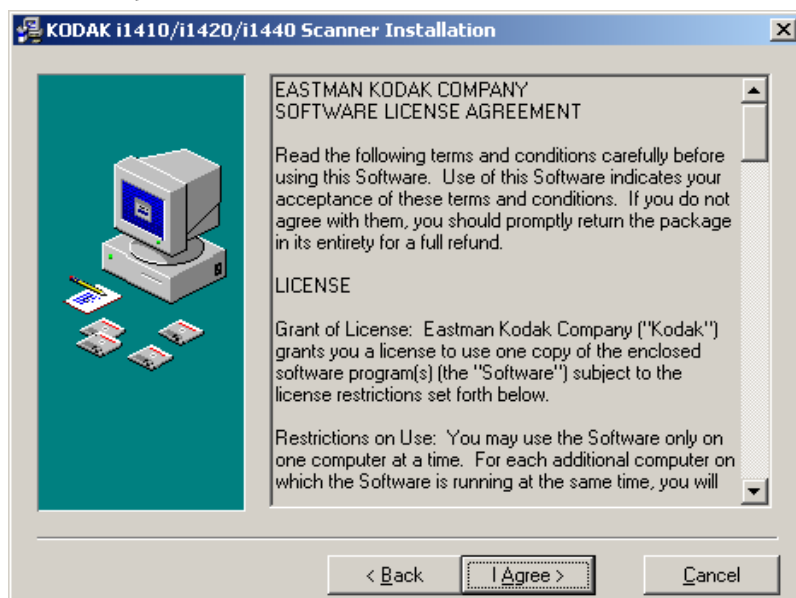 KODAK i1410/i1420/i1440 Scanner Installation
EASTMAN KODAK COMPANY
SOFTWARE LICENSE AGREEMENT
Read the following terms and conditions carefully before
using this Software.  Use of this Software indicates your
acceptance of these terms and conditions.  If you do not
agree with them, you should promptly return the package
in its entirety for a full refund.
LICENSE
Grant of License:  Eastman Kodak Company ("Kodak")
grants you a license to use one copy of the enclosed
software program(s) (the "Software") subject to the
license restrictions set forth below.
Restrictions on Use:  You may use the Software only on
one computer at a time.  For each additional computer on
which the Software is running at the same time, you will
< Back
I Agree >
Cancel